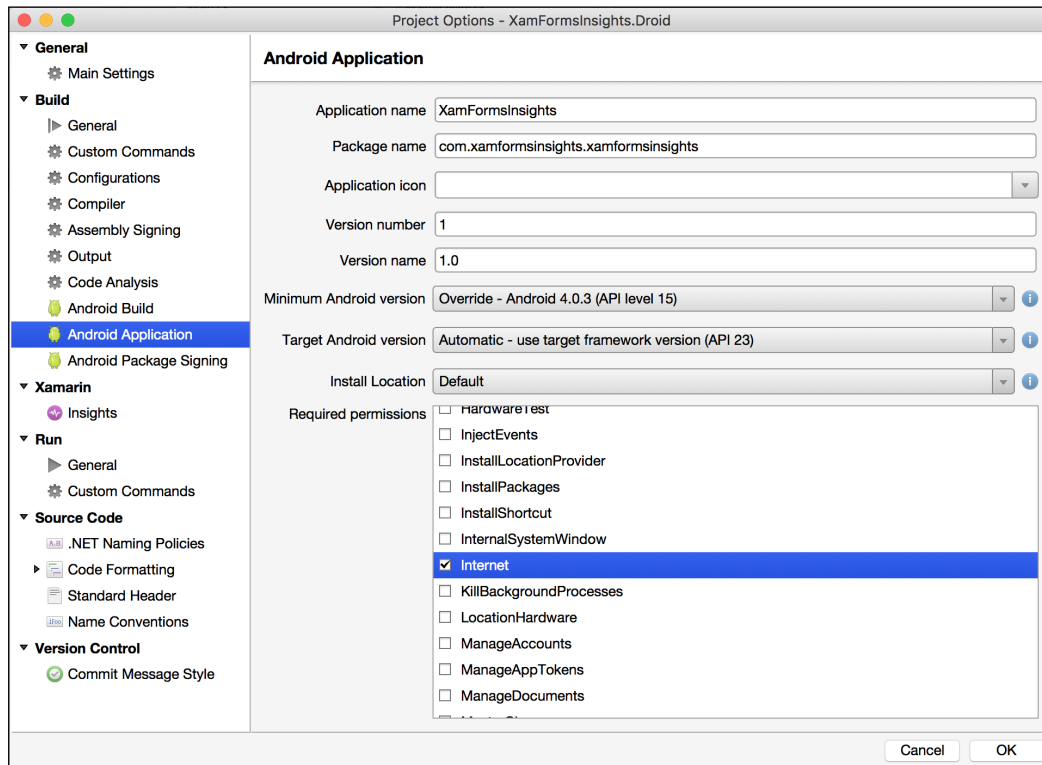 Project Options - XamFormsInsights.Droid
General
Main Settings
Build
General
Custom Commands
Configurations
Compiler
Assembly Signing
Output
Code Analysis
Android Build
Android Application
Android Package Signing
Xamarin
Insights
Run
General
Custom Commands
Source Code
.NET Naming Policies
Code Formatting
Standard Header
Name Conventions
Version Control
Commit Message Style
Android Application
Application name XamFormsInsights
Package name com.xamformsinsights.xamformsinsights
Application icon
Version number 1
Version name 1.0
Minimum Android version Override - Android 4.0.3 (API level 15)
Target Android version Automatic - use target framework version (API 23)
Install Location Default
Required permissions
HardwareTest
InjectEvents
InstallLocationProvider
InstallPackages
InstallShortcut
InternalSystemWindow
Internet
KillBackgroundProcesses
LocationHardware
ManageAccounts
ManageAppTokens
ManageDocuments
Cancel OK